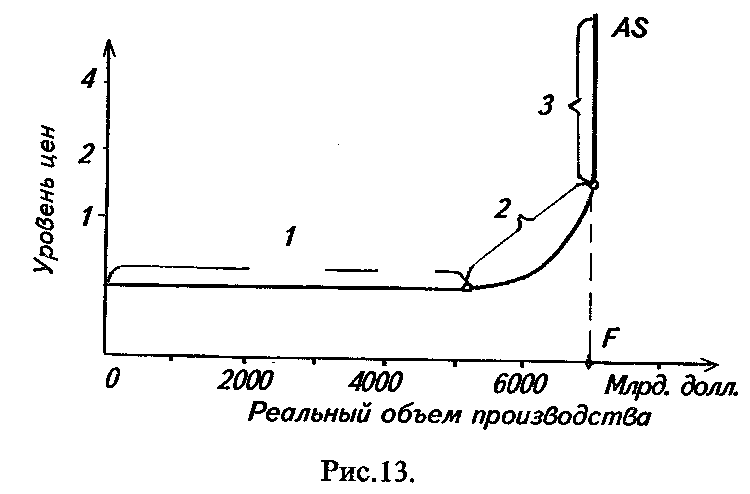 AS
4
3
Уровень цен
2
2
1
1
F
0
2000
4000
6000
Млрд. долл.
Реальный объем производства
Рис.13.